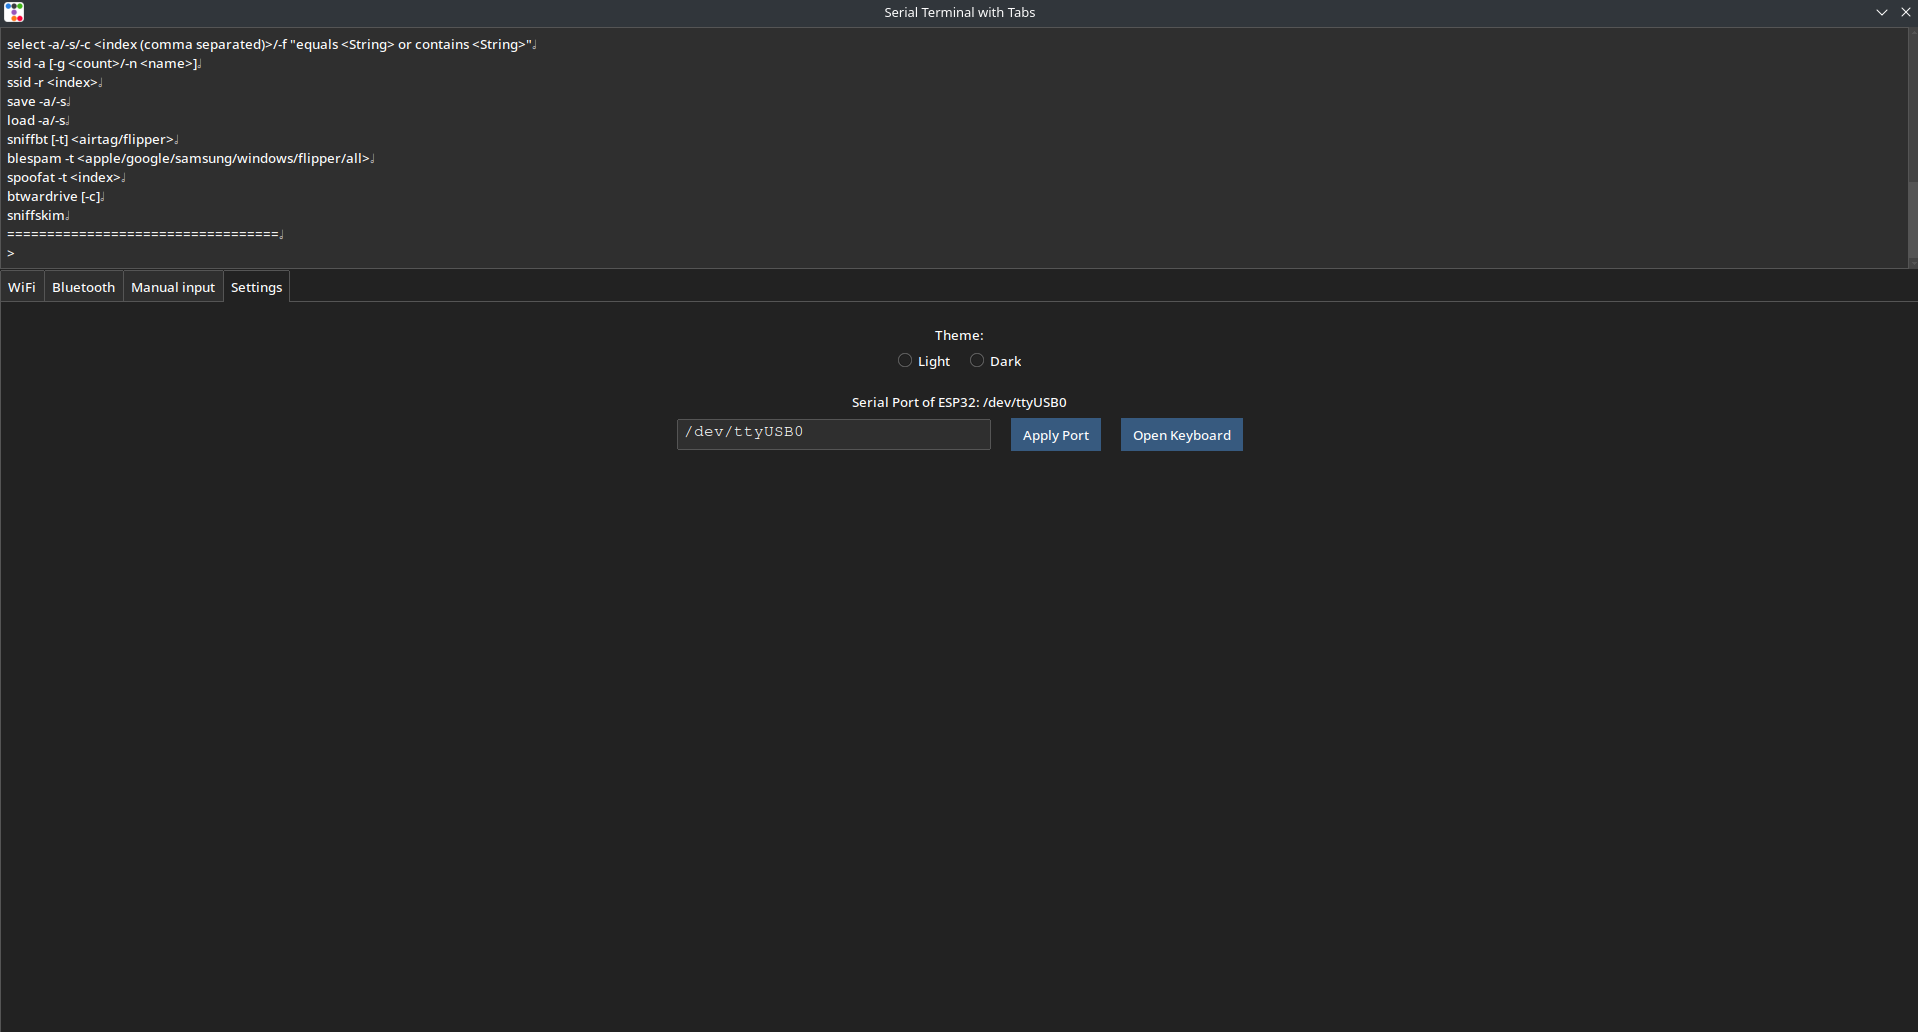 Serial Terminal with Tabs
select -a/-s/-c <index (comma separated)>/-f "equals <String> or contains <String>"
ssid -a [-g <count>/-n <name>]
ssid -r <index>
save -a/-s
load -a/-s
sniffbt [-t] <airtag/flipper>
blespam -t <apple/google/samsung/windows/flipper/all>
spoofat -t <index>
btwardrive [-c]
sniffskim
==================================
>
WiFi Bluetooth Manual input Settings
Theme:
Light Dark
Serial Port of ESP32: /dev/ttyUSB0
/dev/ttyUSB0 Apply Port Open Keyboard